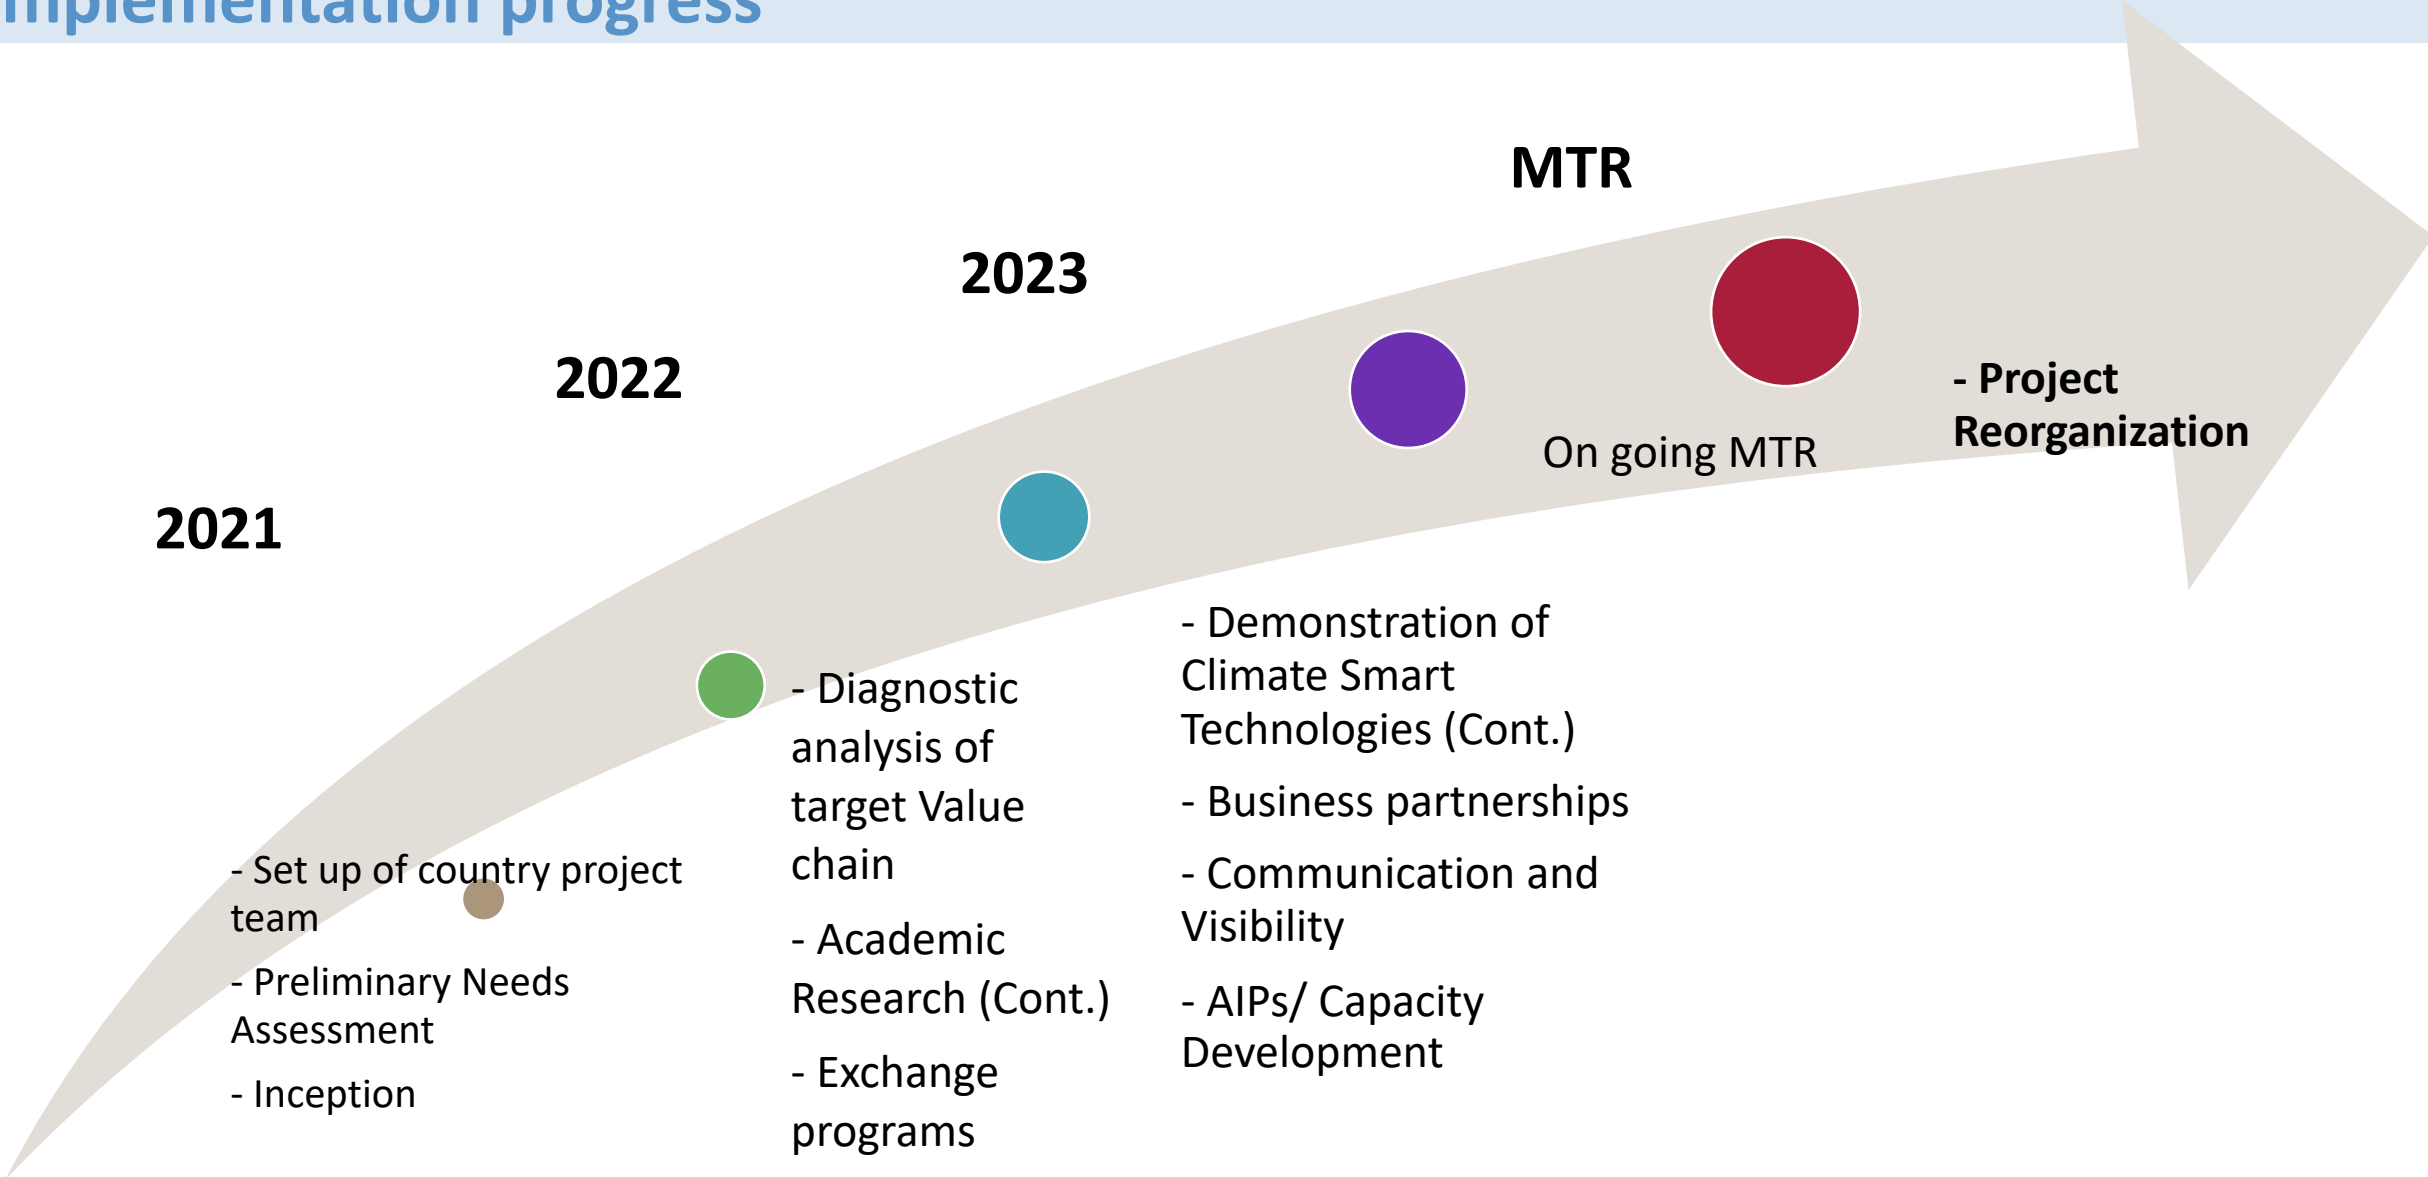 mplementation progress
MTR
2023
2022
2021
- Project
Reorganization
On going MTR
- Demonstration of
Climate Smart
Technologies (Cont.)
- Business partnerships
- Communication and
Visibility
- AIPs/ Capacity
Development
- Diagnostic
analysis of
target Value
chain
- Academic
Research (Cont.)
- Exchange
programs
- Set up of country project
team
- Preliminary Needs
Assessment
- Inception